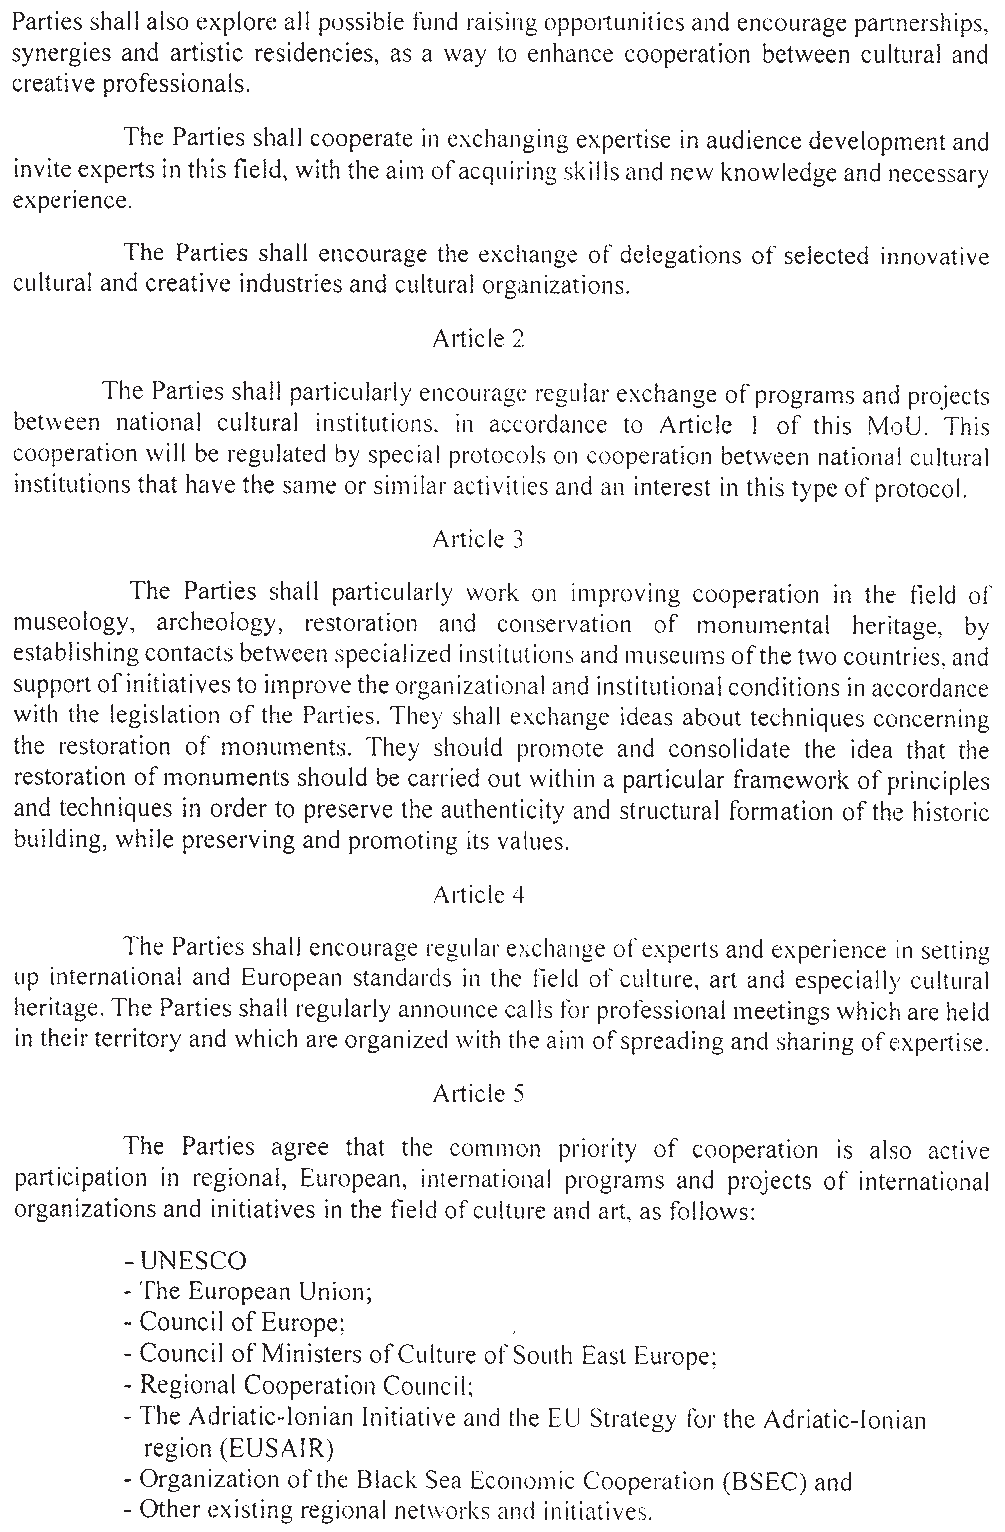 Parties shall also explore all possible fund raising opportunities and encourage partnerships,
synergies and artistic residencies, as a way to enhance cooperation between cultural and
creative professionals.
The Parties shall cooperate in exchanging expertise in audience development and
invite experts in this field, with the aim of acquiring skills and new knowledge and necessary
experience.
The Parties shall encourage the exchange of delegations of selected innovative
cultural and creative industries and cultural organizations.
Article 2
The Parties shall particularly encourage regular exchange of programs and projects
between national cultural institutions, in accordance to Article 1 of this MoU. This
cooperation will be regulated by special protocols on cooperation between national cultural
institutions that have the same or similar activities and an interest in this type of protocol.
Article 3
The Parties shall particularly work on improving cooperation in the field of
museology, archeology, restoration and conservation of monumental heritage, by
establishing contacts between specialized institutions and museums of the two countries, and
support of initiatives to improve the organizational and institutional conditions in accordance
with the legislation of the Parties. They shall exchange ideas about techniques concerning
the restoration of monuments. They should promote and consolidate the idea that the
restoration of monuments should be carried out within a particular framework of principles
and techniques in order to preserve the authenticity and structural formation of the historic
building, while preserving and promoting its values.
Article 4
The Parties shall encourage regular exchange of experts and experience in setting
up international and European standards in the field of culture, art and especially cultural
heritage. The Parties shall regularly announce calls for professional meetings which are held
in their territory and which are organized with the aim of spreading and sharing of expertise.
Article 5
The Parties agree that the common priority of cooperation is also active
participation in regional, European, international programs and projects of international
organizations and initiatives in the field of culture and art, as follows:
- UNESCO
- The European Union;
- Council of Europe;
- Council of Ministers of Culture of South East Europe;
- Regional Cooperation Council;
- The Adriatic-Ionian Initiative and the EU Strategy for the Adriatic-Ionian
region (EUSAIR)
- Organization of the Black Sea Economic Cooperation (BSEC) and
- Other existing regional networks and initiatives.